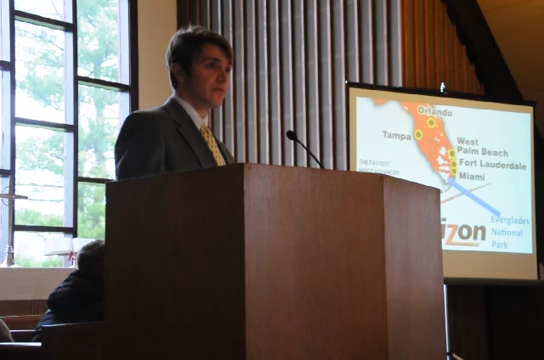 Orlando
Tampa
West
Palm Beach
Fort Lauderdale
Miami
Everglades
National
Park
izon